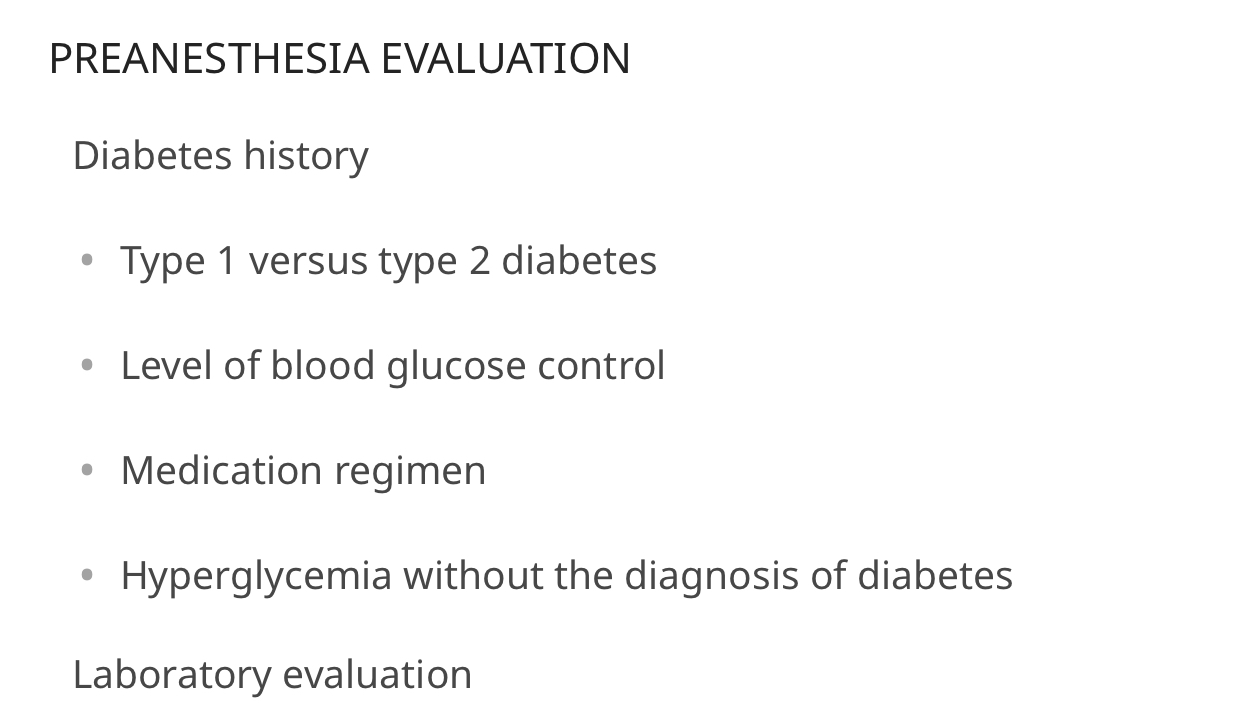 PREANESTHESIA EVALUATION
Diabetes history
• Type 1 versus type 2 diabetes
• Level of blood glucose control
• Medication regimen
• Hyperglycemia without the diagnosis of diabetes
Laboratory evaluation